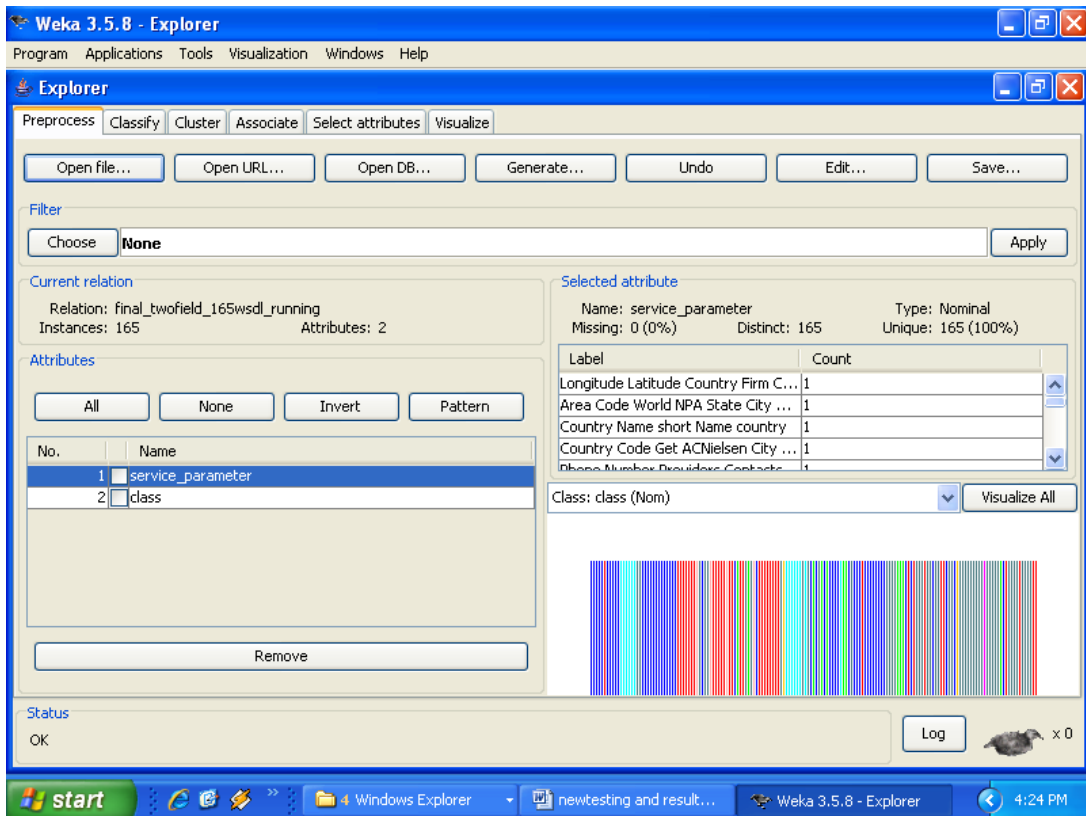 Weka 3.5.8 - Explorer
Program Applications Tools Visualization Windows Help
Explorer
Preprocess Classify Cluster Associate Select attributes Visualize
Open file... Open URL... Open DB... Generate... Undo Edit... Save...
Filter
Choose None Apply
Current relation
Relation: final_twofield_165wsdl_running
Instances: 165 Attributes: 2
Attributes
All None Invert Pattern
No. Name
1 service_parameter
2 class
Remove
Selected attribute
Name: service_parameter Type: Nominal
Missing: 0 (0%) Distinct: 165 Unique: 165 (100%)
Label Count
Longitude Latitude Country Firm C... 1
Area Code World NPA State City ... 1
Country Name short Name country 1
Country Code Get ACNielsen City ... 1
Phone Number Providers Contacts 1
Class: class (Nom) Visualize All
Status
OK
Log x 0
start 4 Windows Explorer newtesting and result... Weka 3.5.8 - Explorer 4:24 PM